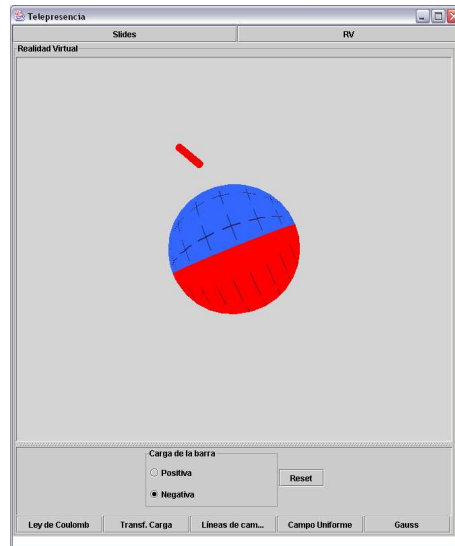 Telepresencia
Slides RV
Realidad Virtual
Carga de la barra
Positiva
Negativa
Reset
Ley de Coulomb Transf. Carga Líneas de cam... Campo Uniforme Gauss